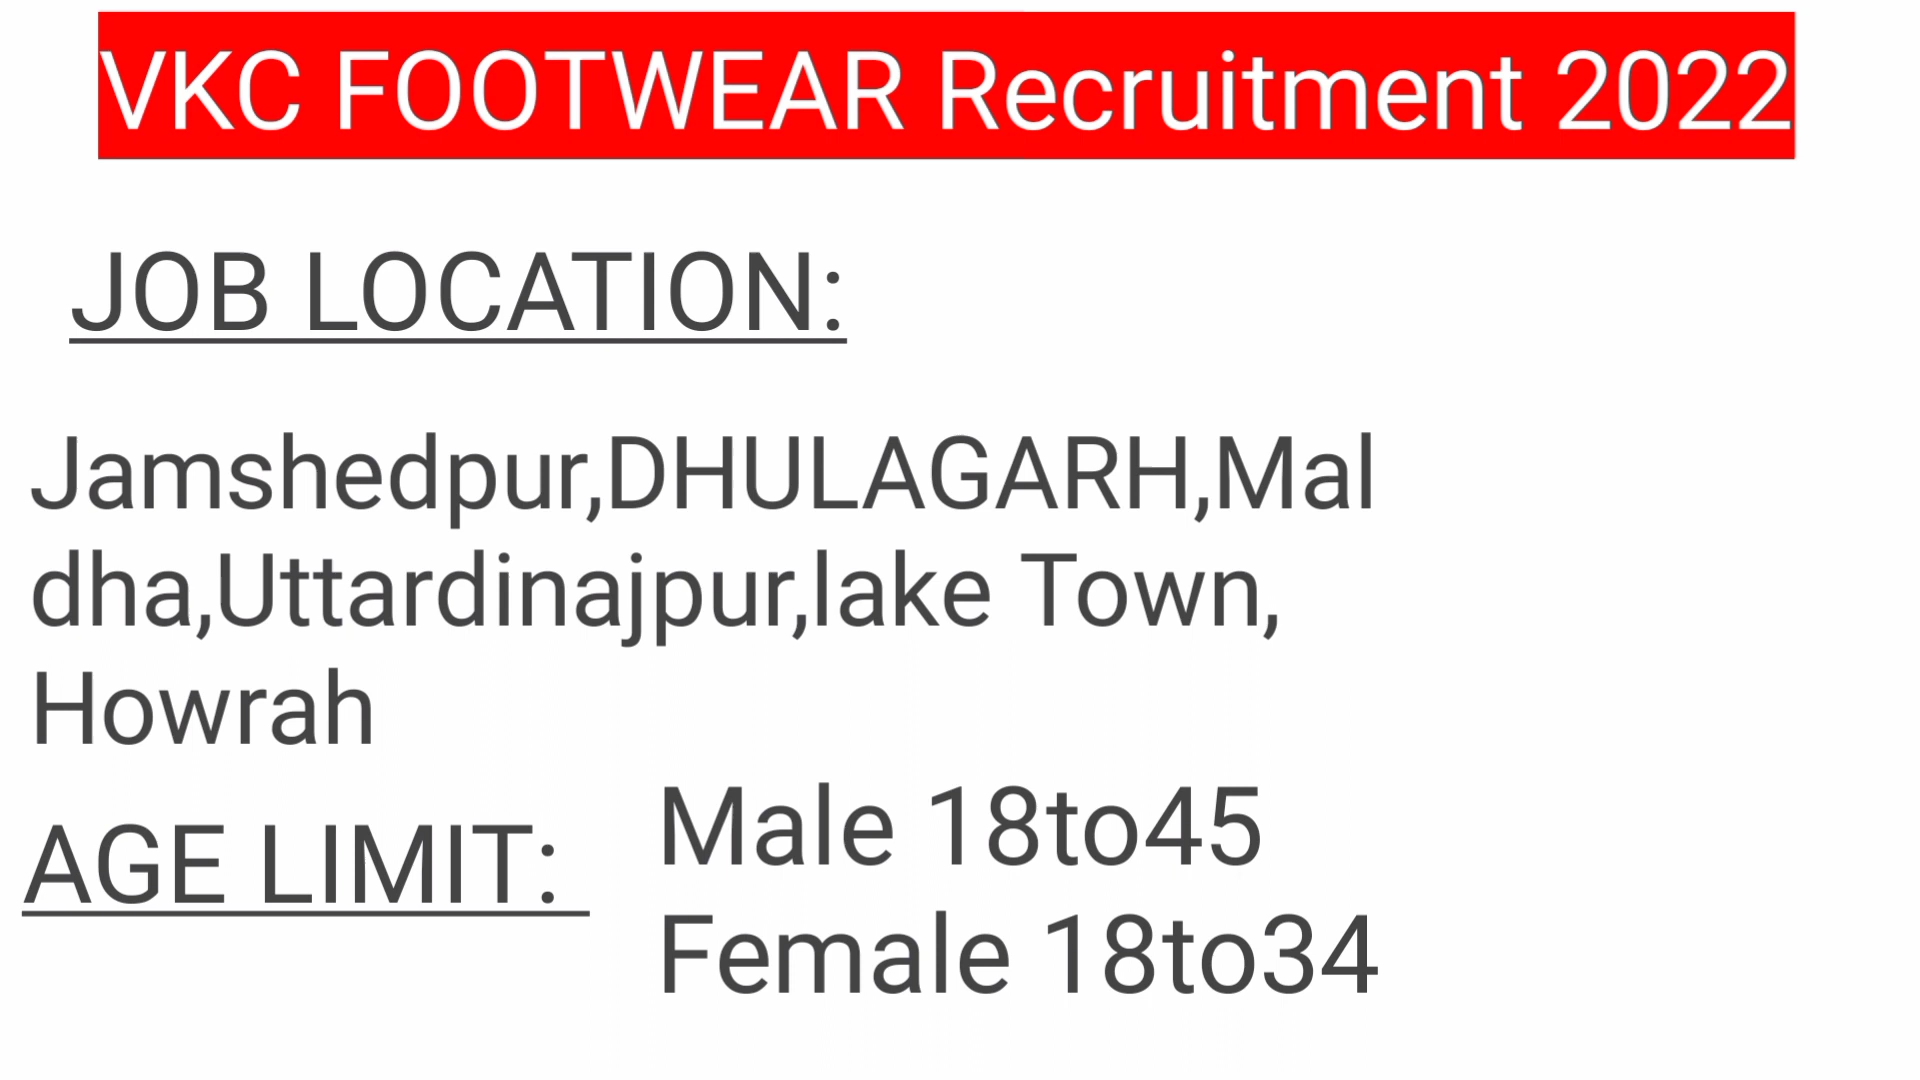 VKC FOOTWEAR Recruitment 2022
JOB LOCATION:
Jamshedpur,DHULAGARH,Mal
dha,Uttardinajpur,lake Town,
Howrah
AGE LIMIT:
Male 18to45
Female 18to34